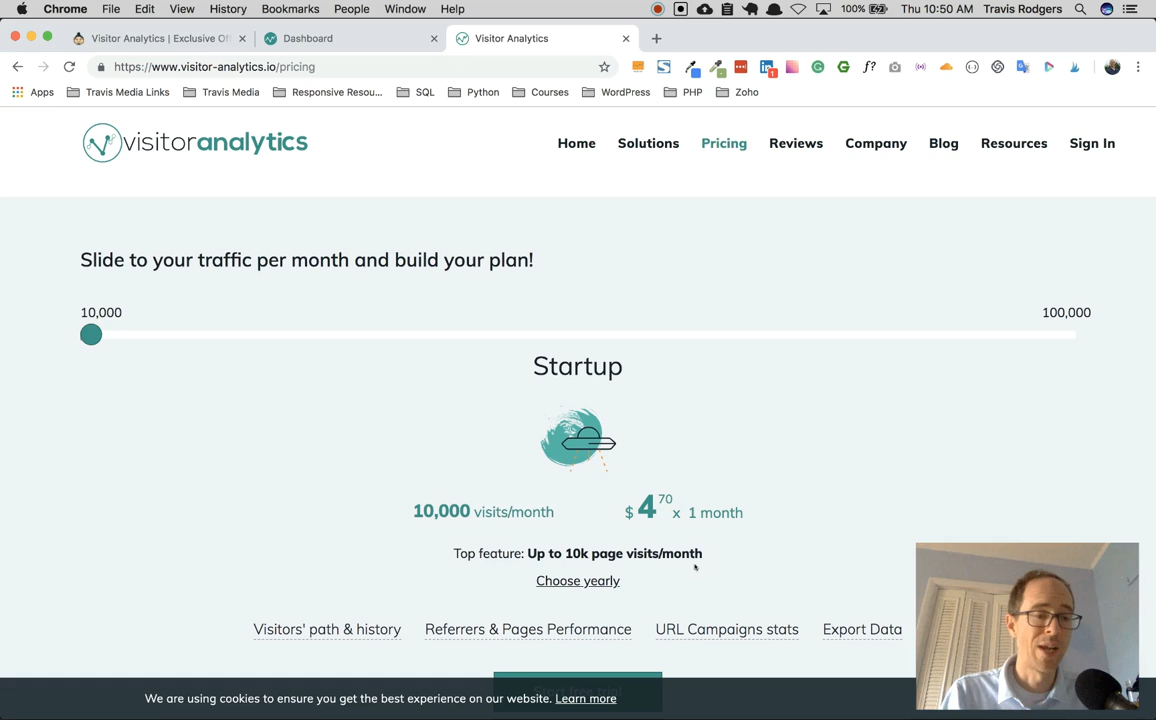 Chrome File Edit View History Bookmarks People Window Help 100% Thu 10:50 AM Travis Rodgers
Visitor Analytics | Exclusive Of Dashboard Visitor Analytics
https://www.visitor-analytics.io/pricing
Apps Travis Media Links Travis Media Responsive Resou... SQL Python Courses WordPress PHP Zoho
visitoranalytics Home Solutions Pricing Reviews Company Blog Resources Sign In
Slide to your traffic per month and build your plan!
10,000 100,000
Startup
10,000 visits/month $ 4 70 x 1 month
Top feature: Up to 10k page visits/month
Choose yearly
Visitors' path & history Referrers & Pages Performance URL Campaigns stats Export Data
We are using cookies to ensure you get the best experience on our website. Learn more